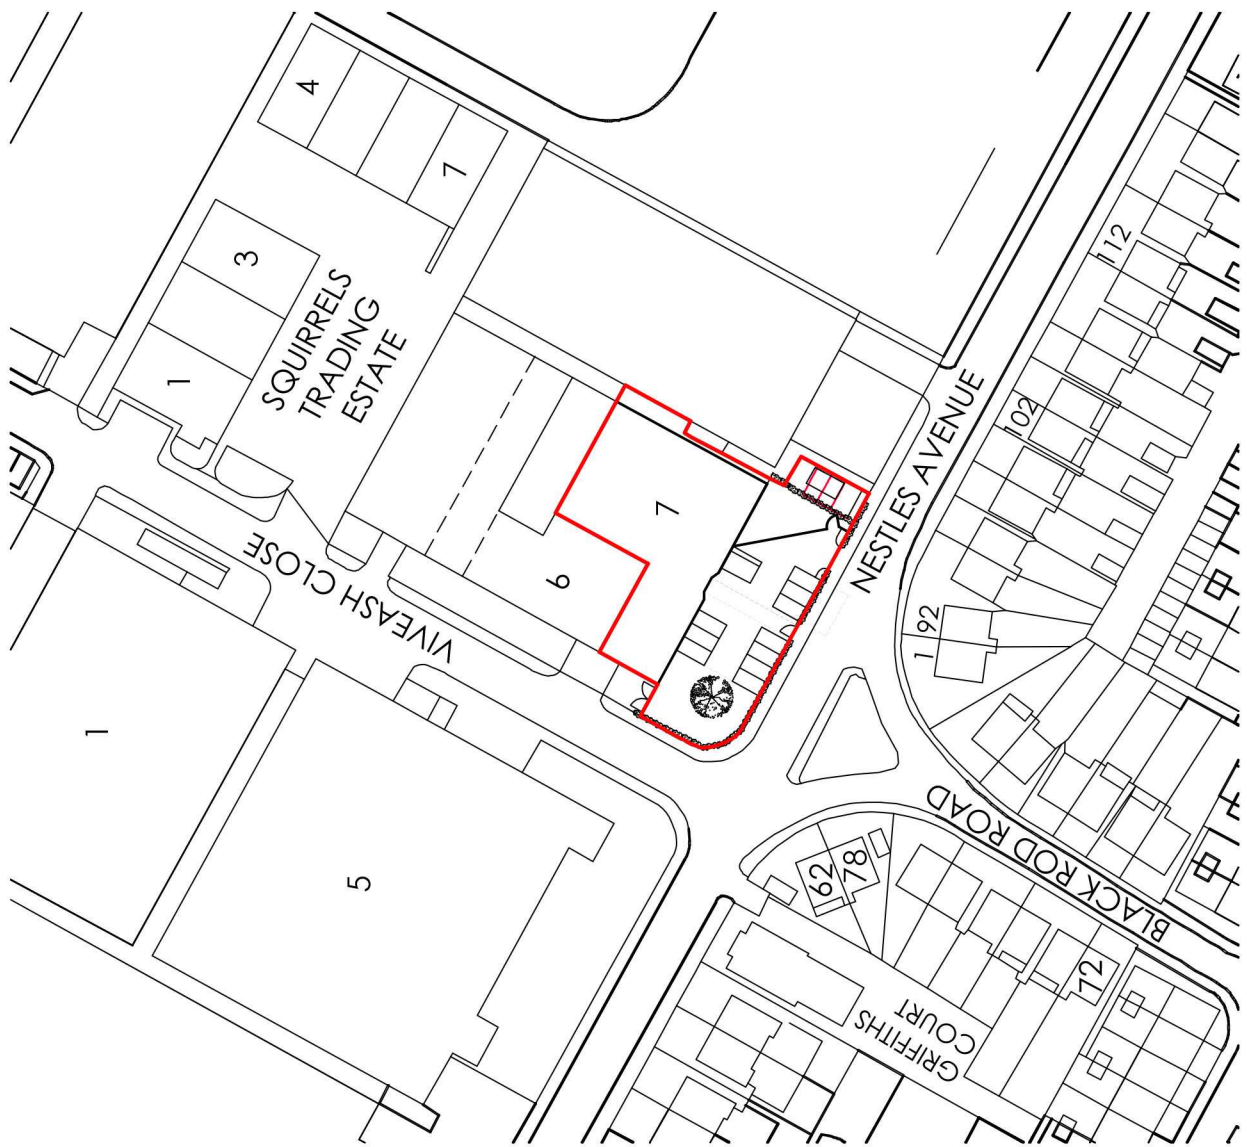 4
7
3
1
SQUIRRELS
TRADING
ESTATE
VIVEASH CLOSE
7
6
1
5
NESTLES AVENUE
112
102
92
1
BLACK ROD ROAD
62
78
72
GRIFFITHS
COURT